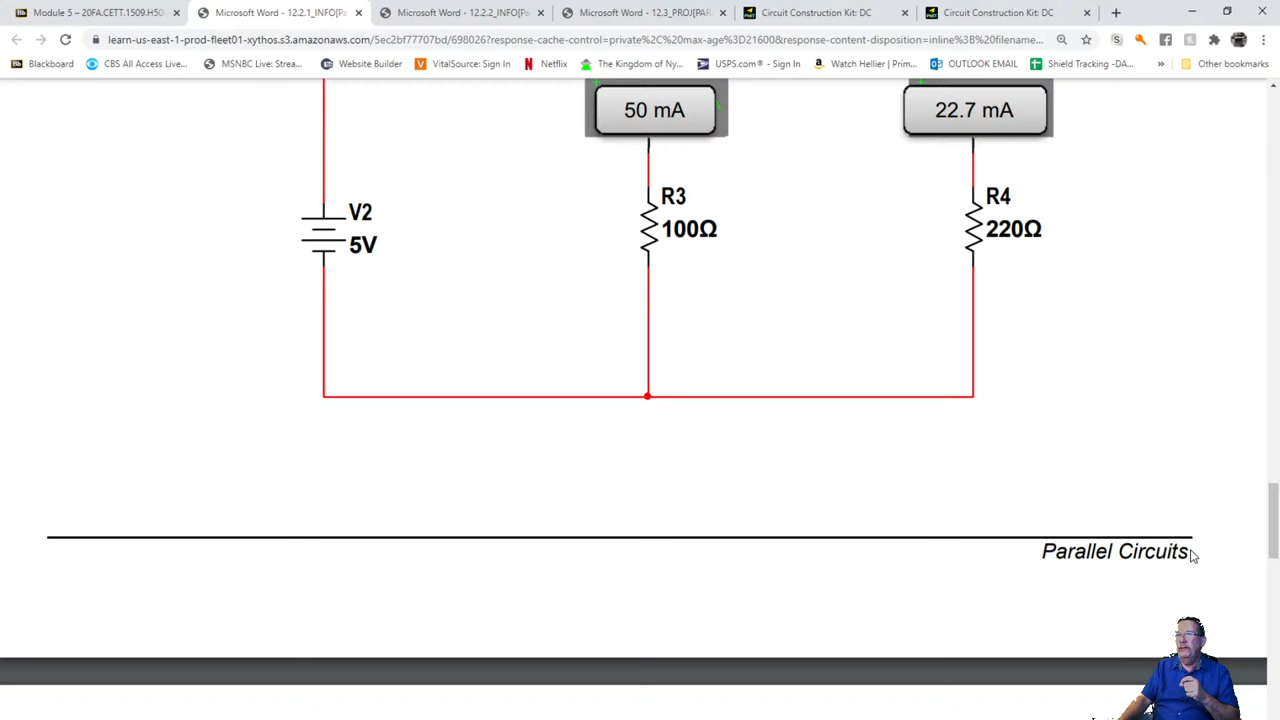 Module 5 – 20FA.CETT.1509.H50
Microsoft Word - 12.2.1_INFO[Pa
Microsoft Word - 12.2.2_INFO[Pa
Microsoft Word - 12.3_PROJ[PAR
Circuit Construction Kit: DC
Circuit Construction Kit: DC
learn-us-east-1-prod-fleet01-xythos.s3.amazonaws.com/5ec2bf77707bd/698026?response-cache-control=private%2C%20max-age%3D21600&response-content-disposition=inline%3B%20filename...
Blackboard
CBS All Access Live...
MSNBC Live: Strea...
Website Builder
VitalSource: Sign In
Netflix
The Kingdom of Ny...
USPS.com® - Sign In
Watch Hellier | Prim...
OUTLOOK EMAIL
Shield Tracking -DA...
»
Other bookmarks
50 mA
22.7 mA
R3
100Ω
R4
220Ω
V2
5V
Parallel Circuits